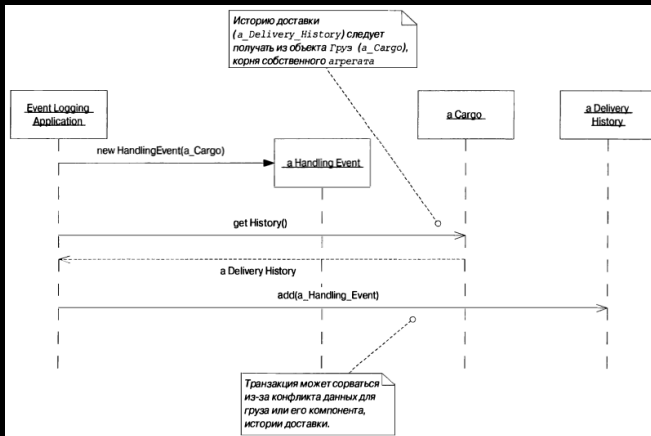 Историю доставки
(a_Delivery_History) следует
получать из объекта Груз (a_Cargo),
корня собственного агрегата
Event Logging
Application
a Cargo
a Delivery
History
new HandlingEvent(a_Cargo)
a Handling Event
get History()
a Delivery History
add(a_Handling_Event)
Транзакция может сорваться
из-за конфликта данных для
груза или его компонента,
истории доставки.